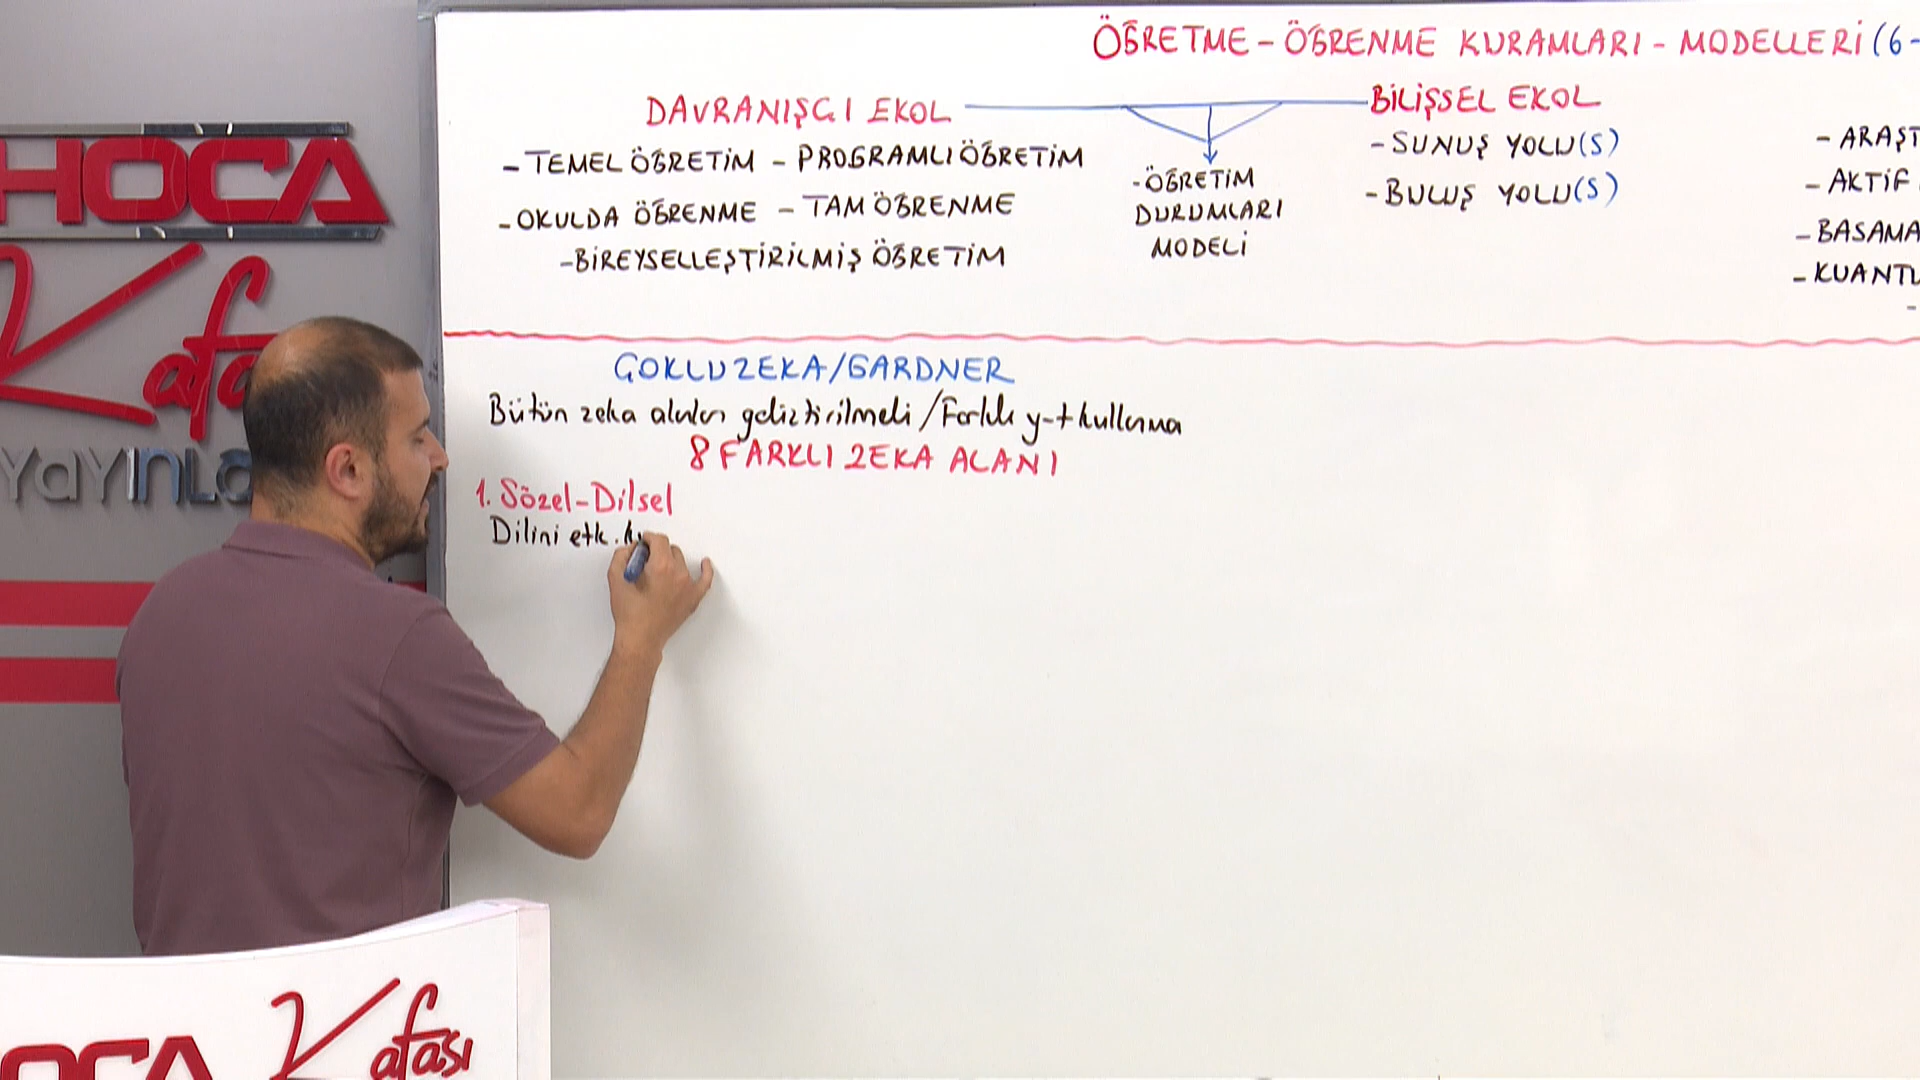 ÖĞRETME - ÖĞRENME KURAMLARI - MODELLERİ (6-
DAVRANIŞÇI EKOL
- TEMEL ÖĞRETİM - PROGRAMLI ÖĞRETİM
- OKULDA ÖĞRENME - TAM ÖĞRENME
- BİREYSELLEŞTİRİLMİŞ ÖĞRETİM
- ÖĞRETİM
DURUMLARI
MODELİ
BİLİŞSEL EKOL
- SUNUŞ YOLU(S)
- BULUŞ YOLU(S)
- ARAŞT
- AKTİF
- BASAMA
- KUANTU
ÇOKLU ZEKA/GARDNER
Bütün zeka alanları geliştirilmeli / Farklı y-t kullanma
8 FARKLI ZEKA ALANI
1. Sözel-Dilsel
Dilini etk.
HOCA
Kafa
YAYINLA
HOCA Kafası